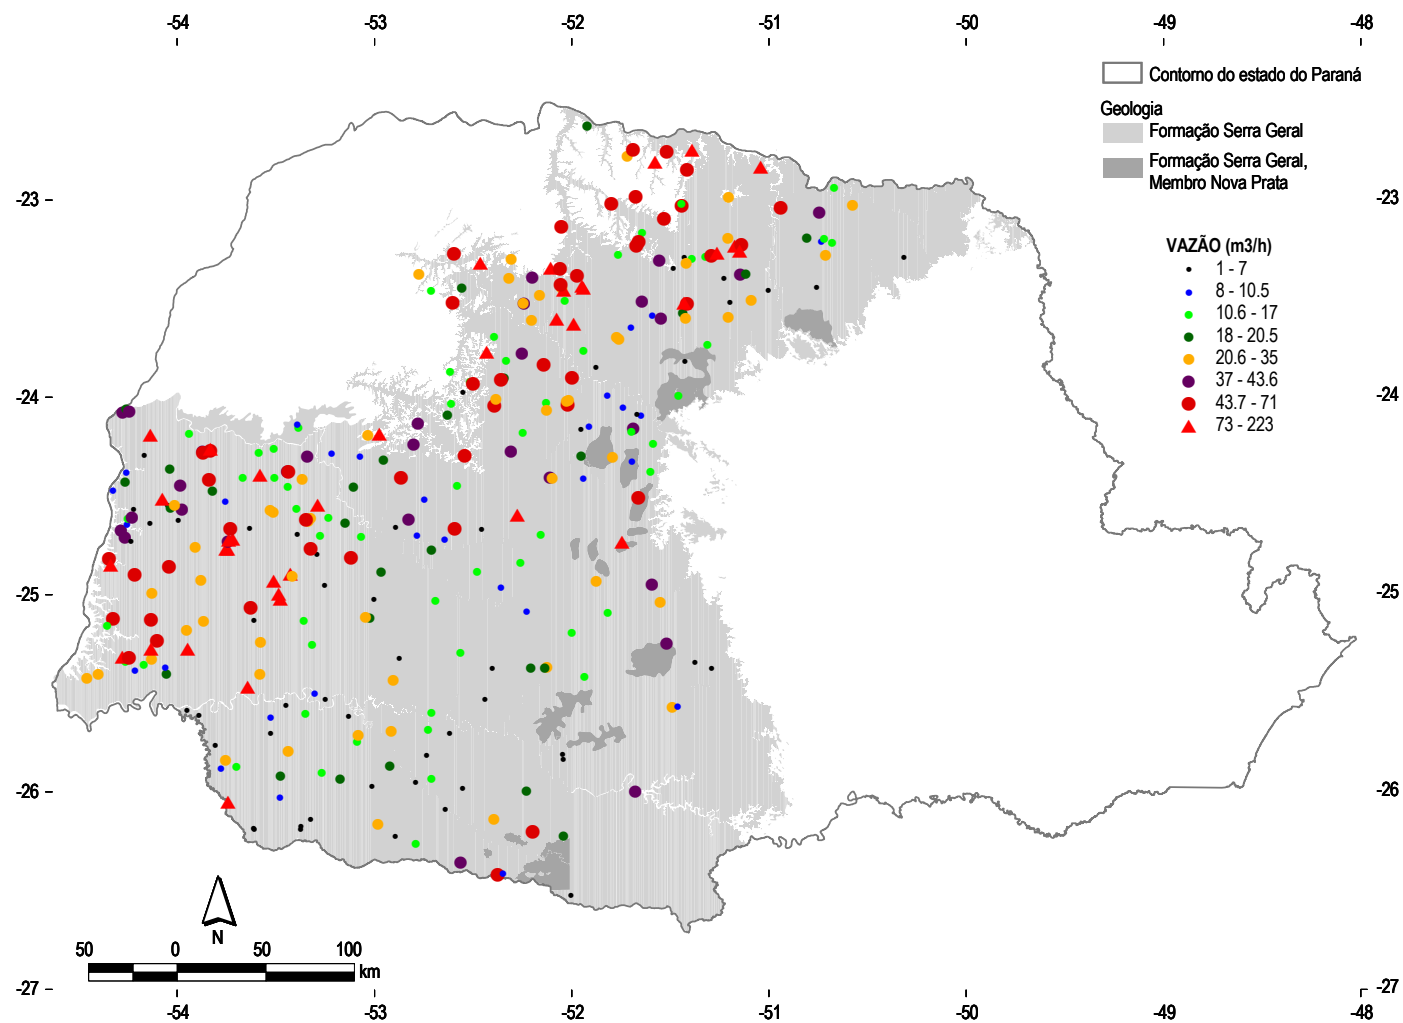 -54 -53 -52 -51 -50 -49 -48
Contorno do estado do Paraná
Geologia
Formação Serra Geral
Formação Serra Geral,
Membro Nova Prata
-23 -23
VAZÃO (m3/h)
1 - 7
8 - 10.5
10.6 - 17
18 - 20.5
20.6 - 35
37 - 43.6
43.7 - 71
73 - 223
-24 -24
-25 -25
-26 -26
N
50 0 50 100
km
-27 -27
-54 -53 -52 -51 -50 -49 -48